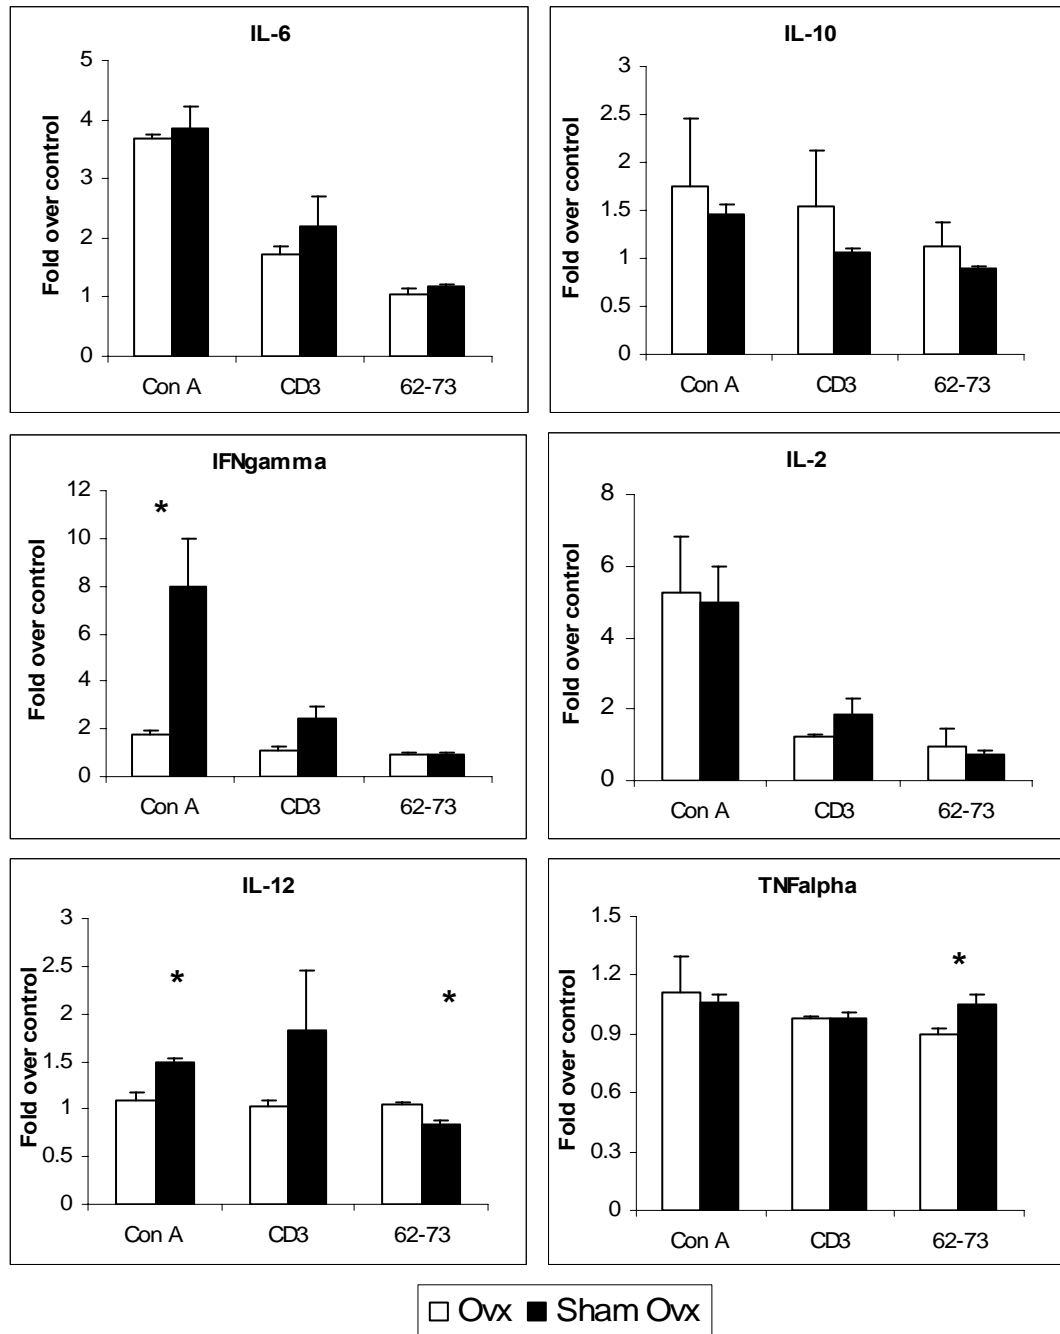 IL-6
Fold over control
5
4
3
2
1
0
Con A CD3 62-73
IL-10
Fold over control
3
2.5
2
1.5
1
0.5
0
Con A CD3 62-73
IFNgamma
*
Fold over control
12
10
8
6
4
2
0
Con A CD3 62-73
IL-2
Fold over control
8
6
4
2
0
Con A CD3 62-73
IL-12
* *
Fold over control
3
2.5
2
1.5
1
0.5
0
Con A CD3 62-73
TNFalpha
*
Fold over control
1.5
1.2
0.9
0.6
0.3
0
Con A CD3 62-73
Ovx Sham Ovx